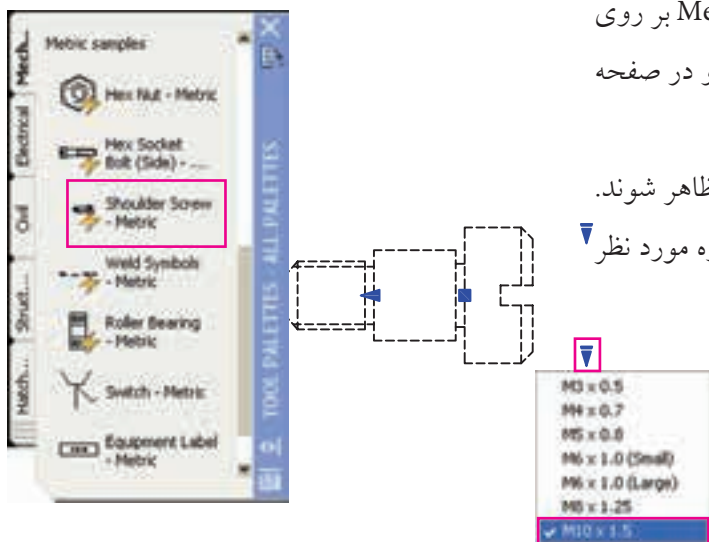 Me بر روی
و در صفحه
ظاهر شوند.
ه مورد نظر
Metric samples
Hex Nut - Metric
Hex Socket
Bolt (Side) - ...
Shoulder Screw
- Metric
Weld Symbols
- Metric
Roller Bearing
- Metric
Switch - Metric
Equipment Label
- Metric
Mech...
Electrical
Civil
Struct...
Hatch...
TOOL PALETTES - ALL PALETTES
M3 x 0.5
M4 x 0.7
M5 x 0.8
M6 x 1.0 (Small)
M6 x 1.0 (Large)
M8 x 1.25
M10 x 1.5